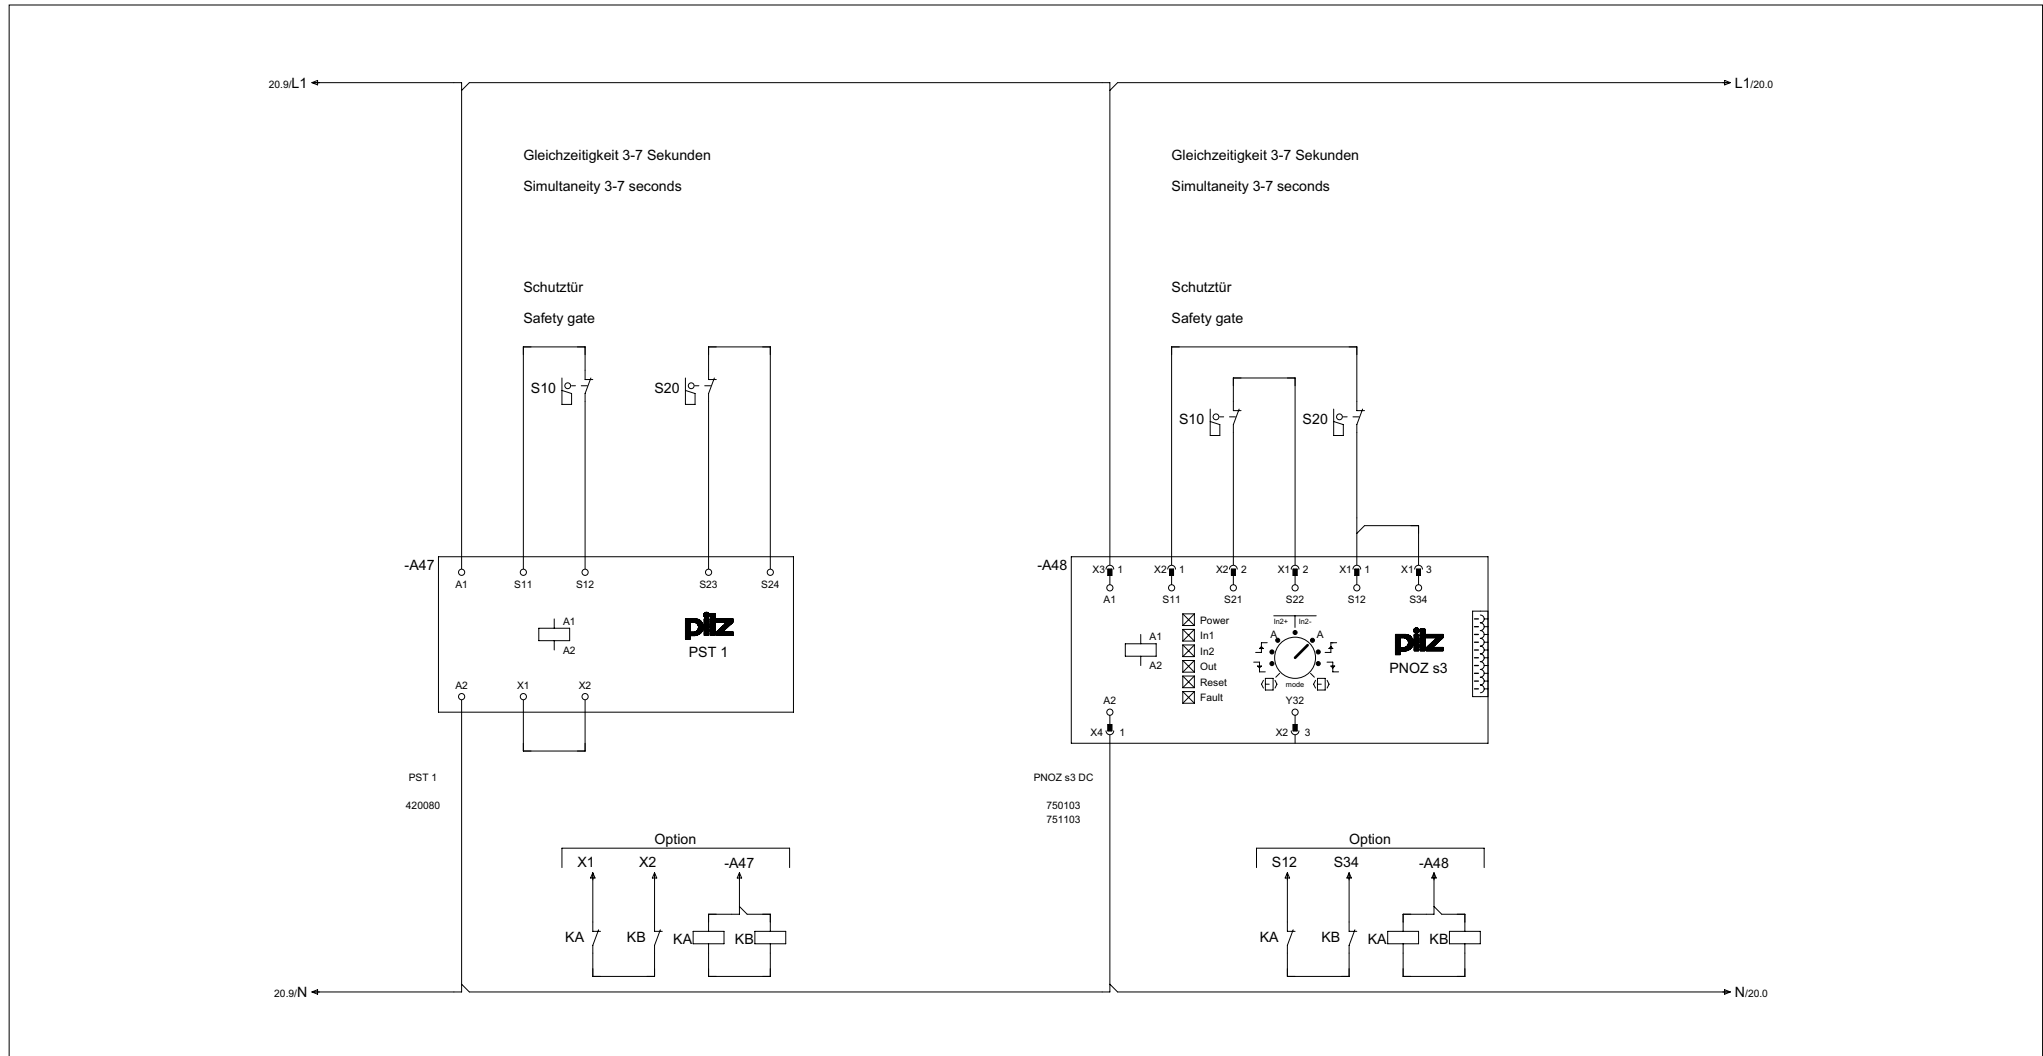 20.9/L1
L1/20.0
Gleichzeitigkeit 3-7 Sekunden
Simultaneity 3-7 seconds
Schutztür
Safety gate
S10
S20
-A47
A1
S11
S12
S23
S24
A1
A2
pilz
PST 1
A2
X1
X2
PST 1
420080
Option
X1
X2
-A47
KA
KB
KA
KB
20.9/N
Gleichzeitigkeit 3-7 Sekunden
Simultaneity 3-7 seconds
Schutztür
Safety gate
S10
S20
-A48
X3 1
X2 1
X2 2
X1 2
X1 1
X1 3
A1
S11
S21
S22
S12
S34
A1
A2
Power
In1
In2
Out
Reset
Fault
In2+ In2-
A
A
mode
pilz
PNOZ s3
A2
Y32
X4 1
X2 3
PNOZ s3 DC
750103
751103
Option
S12
S34
-A48
KA
KB
KA
KB
N/20.0